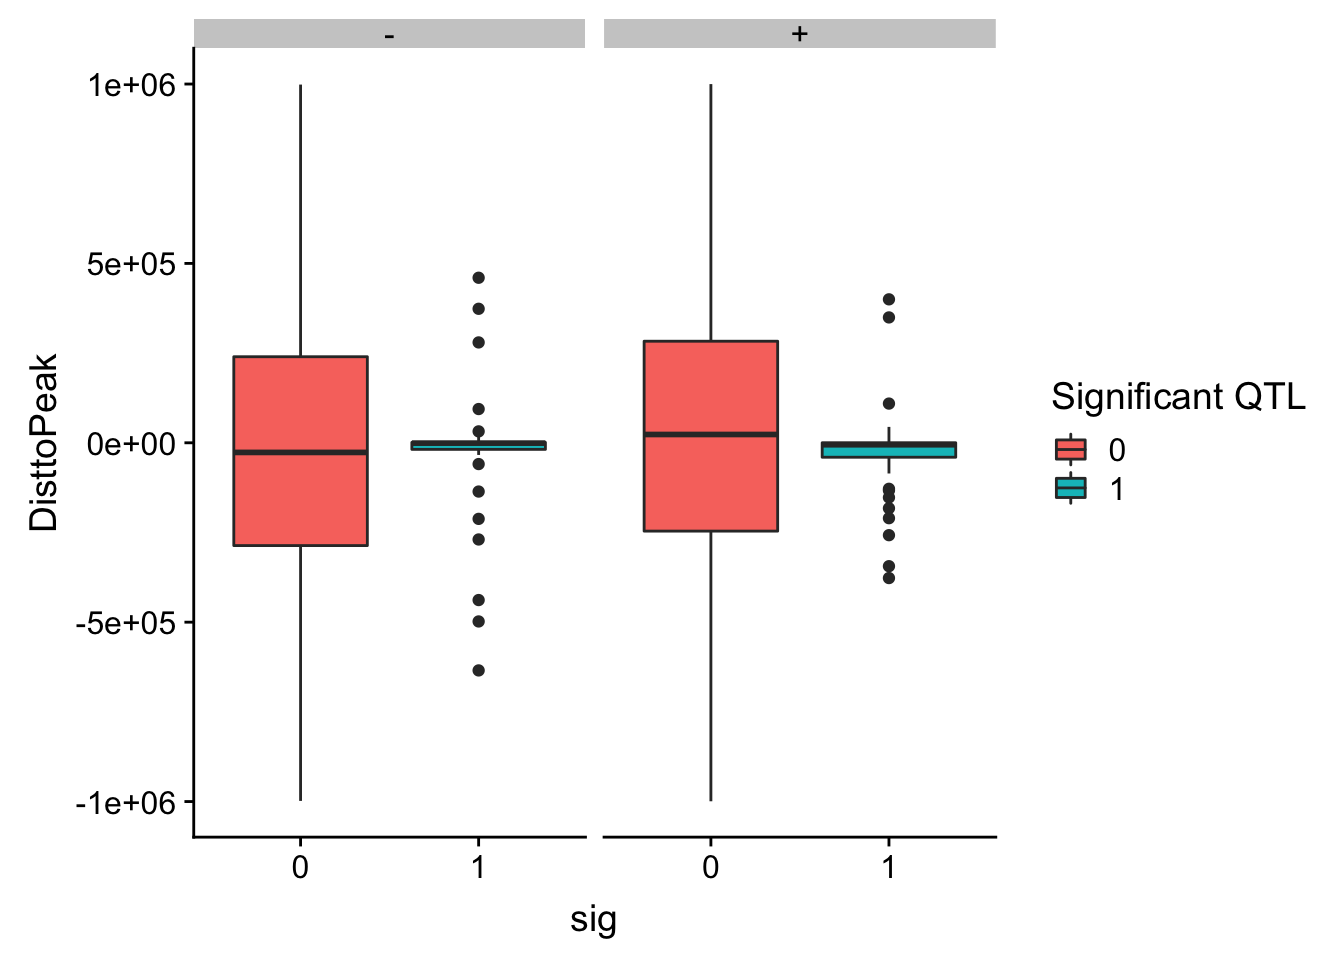 -
+
1e+06
5e+05
0e+00
-5e+05
-1e+06
DisttoPeak
0
1
0
1
sig
Significant QTL
0
1